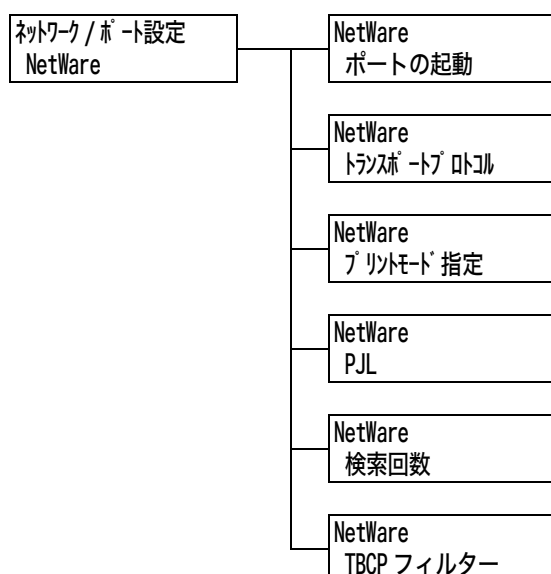 ﾈｯﾄﾜｰｸ / ﾎﾟｰﾄ設定
NetWare
NetWare
ポートの起動
NetWare
ﾄﾗﾝｽﾎﾟｰﾄﾌﾟﾛﾄｺﾙ
NetWare
ﾌﾟﾘﾝﾄﾓｰﾄﾞ指定
NetWare
PJL
NetWare
検索回数
NetWare
TBCP フィルター